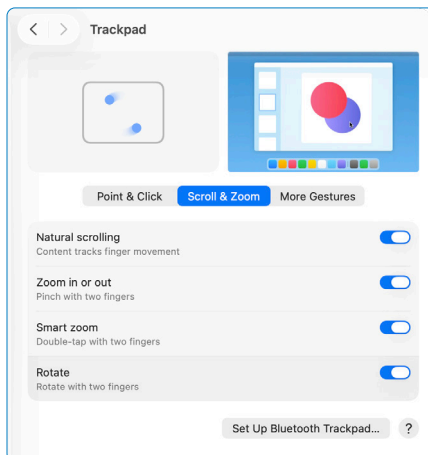 Trackpad
Point & Click Scroll & Zoom More Gestures
Natural scrolling
Content tracks finger movement
Zoom in or out
Pinch with two fingers
Smart zoom
Double-tap with two fingers
Rotate
Rotate with two fingers
Set Up Bluetooth Trackpad... ?